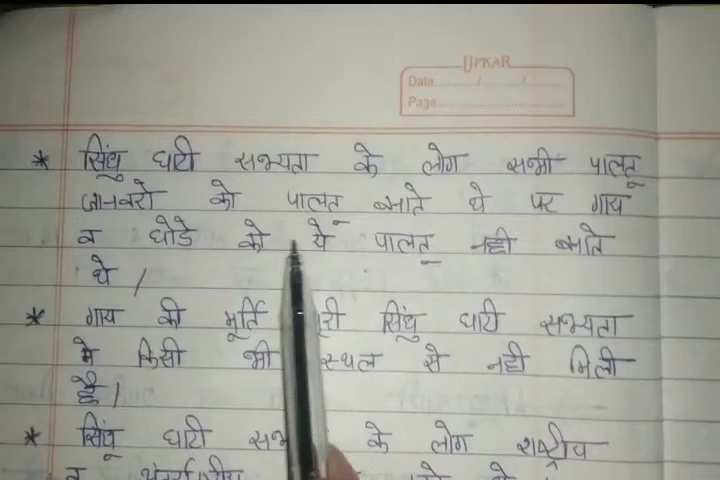 UPKAR
Date ......../......../........
Page ........................
* सिंधु घाटी सभ्यता के लोग सभी पालतू
जानवरो को पालतू बनाते थे पर गाय
व घोडे को ये पालतू नही बनाते
थे /
* गाय की मूर्ति पूरी सिंधु घाटी सभ्यता
मे किसी भी स्थल से नही मिली
है /
* सिंधू घाटी के लोग राष्ट्रीय
व